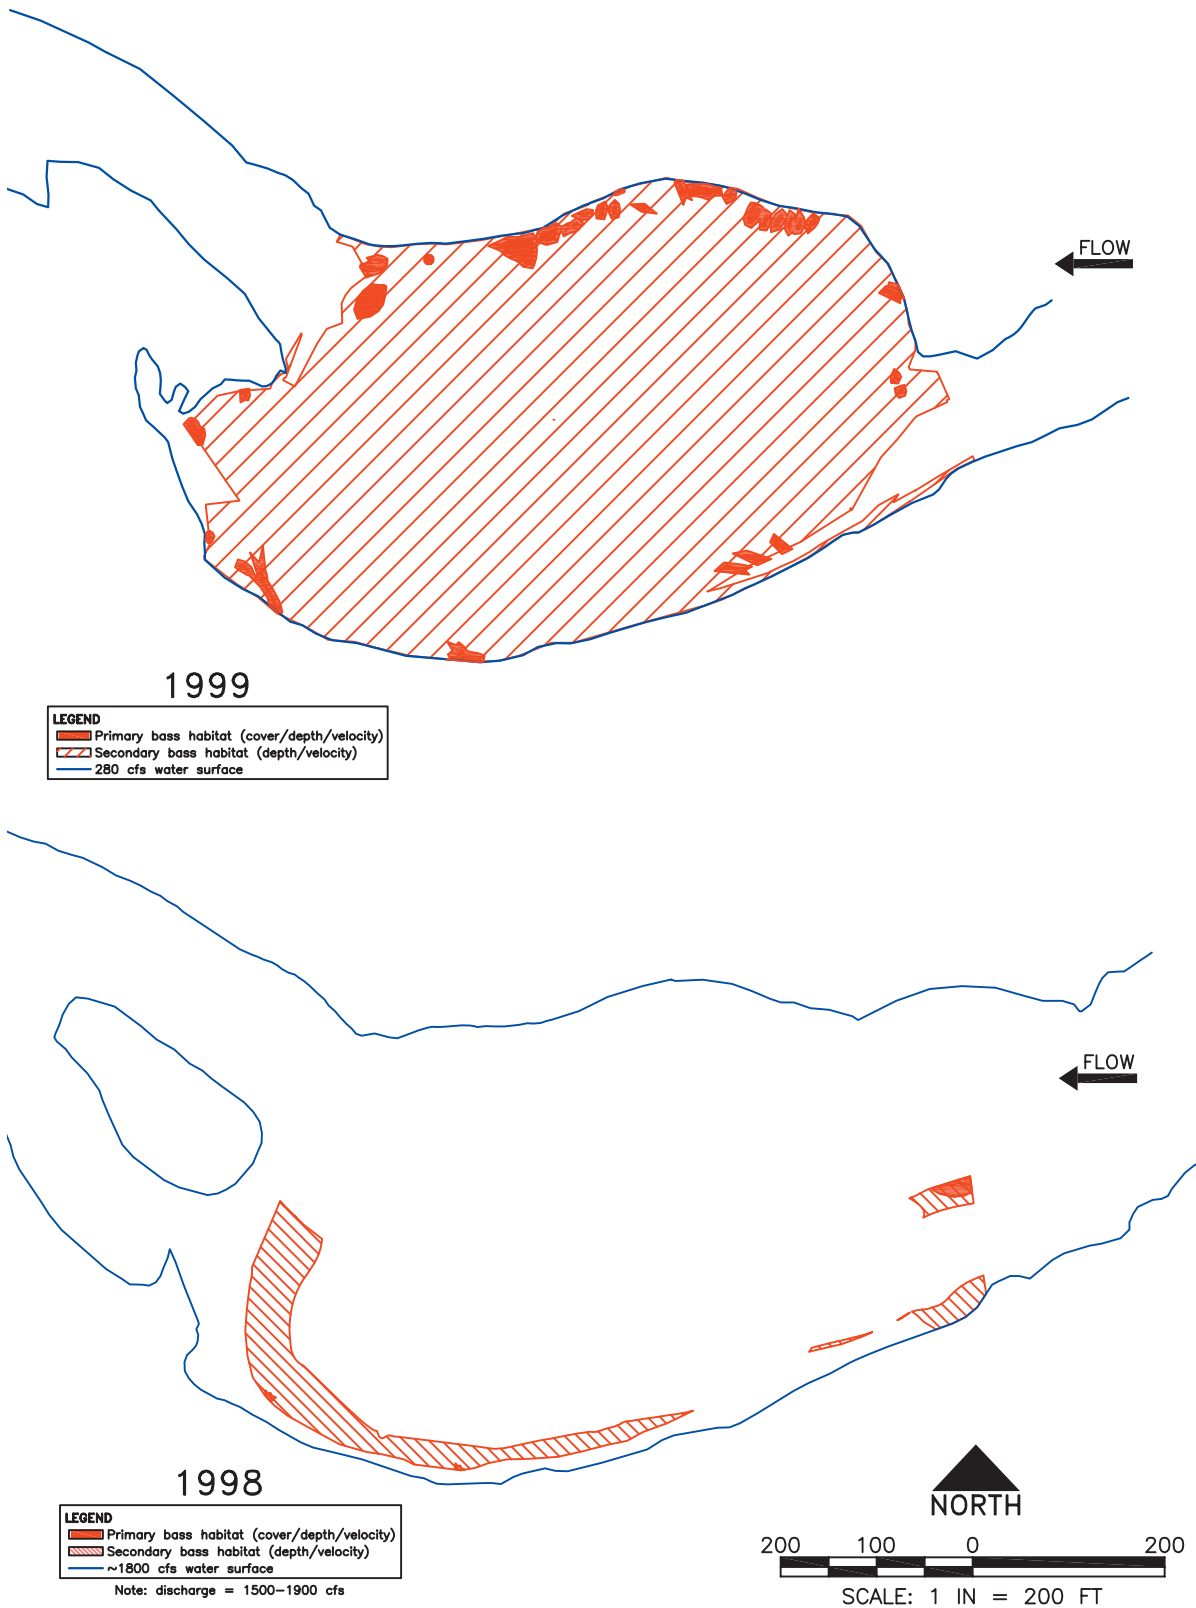 FLOW
1999
LEGEND
Primary bass habitat (cover/depth/velocity)
Secondary bass habitat (depth/velocity)
280 cfs water surface
FLOW
1998
LEGEND
Primary bass habitat (cover/depth/velocity)
Secondary bass habitat (depth/velocity)
~1800 cfs water surface
Note: discharge = 1500-1900 cfs
NORTH
200 100 0 200
SCALE: 1 IN = 200 FT